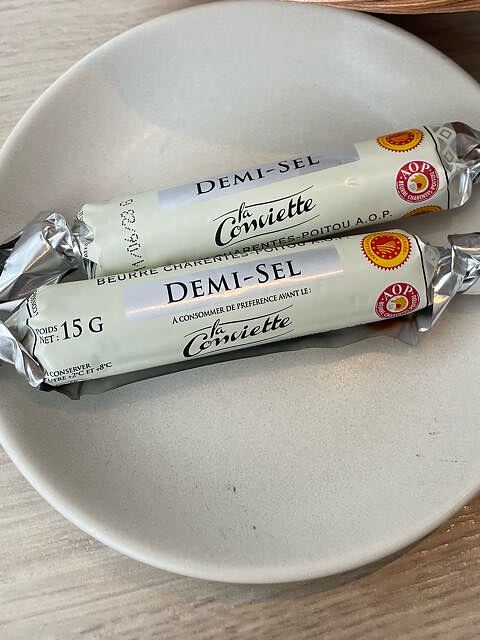 DEMI-SEL
la
Conviette
BEURRE CHARENTES-POITOU A.O.P.
A.O.P
DEMI-SEL
À CONSOMMER DE PREFERENCE AVANT LE :
la
Conviette
POIDS
NET : 15 G
A CONSERVER
ENTRE +2°C ET +8°C
A.O.P